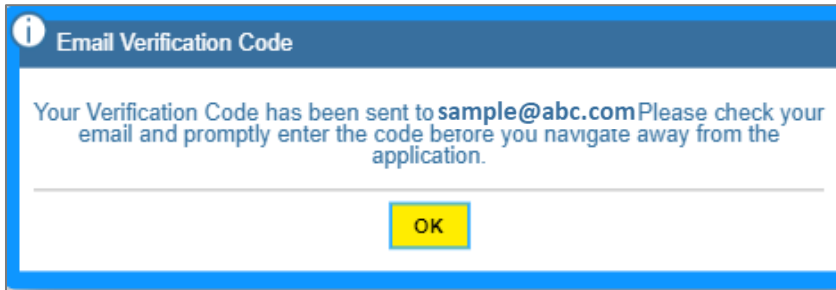 Email Verification Code
Your Verification Code has been sent to sample@abc.com Please check your
email and promptly enter the code before you navigate away from the
application.
OK